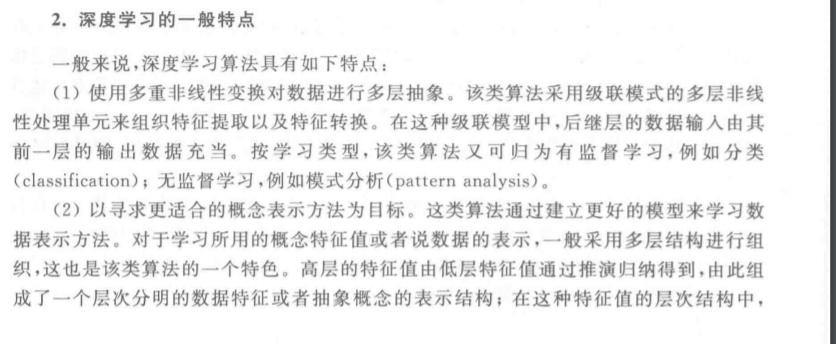 2. 深度学习的一般特点
一般来说,深度学习算法具有如下特点:
(1) 使用多重非线性变换对数据进行多层抽象。该类算法采用级联模式的多层非线
性处理单元来组织特征提取以及特征转换。在这种级联模型中,后继层的数据输入由其
前一层的输出数据充当。按学习类型,该类算法又可归为有监督学习,例如分类
(classification);无监督学习,例如模式分析(pattern analysis)。
(2) 以寻求更适合的概念表示方法为目标。这类算法通过建立更好的模型来学习数
据表示方法。对于学习所用的概念特征值或者说数据的表示,一般采用多层结构进行组
织,这也是该类算法的一个特色。高层的特征值由低层特征值通过推演归纳得到,由此组
成了一个层次分明的数据特征或者抽象概念的表示结构;在这种特征值的层次结构中,